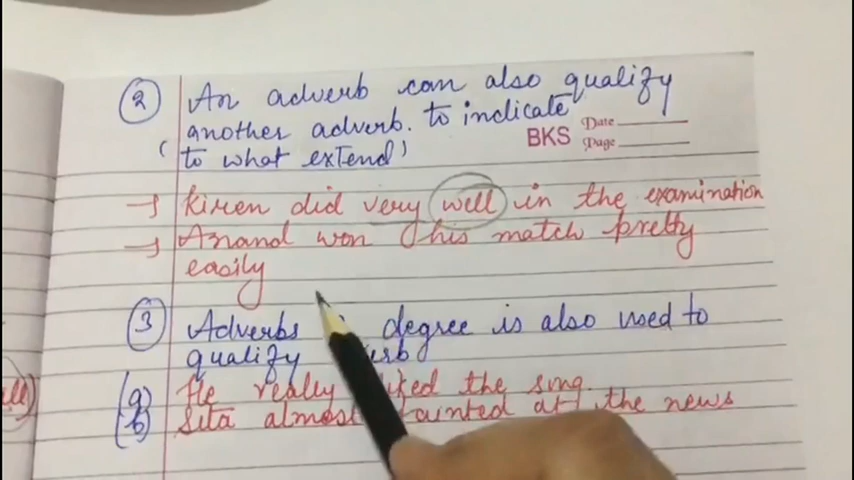 ② An adverb can also qualify
another adverb. to indicate
( to what extend)
BKS Date
Page
→ Kiren did very well in the examination
→ Anand won his match pretty
easily
③ Adverbs degree is also used to
qualify
(a) He really liked the song.
(b) Sita almost fainted at the news